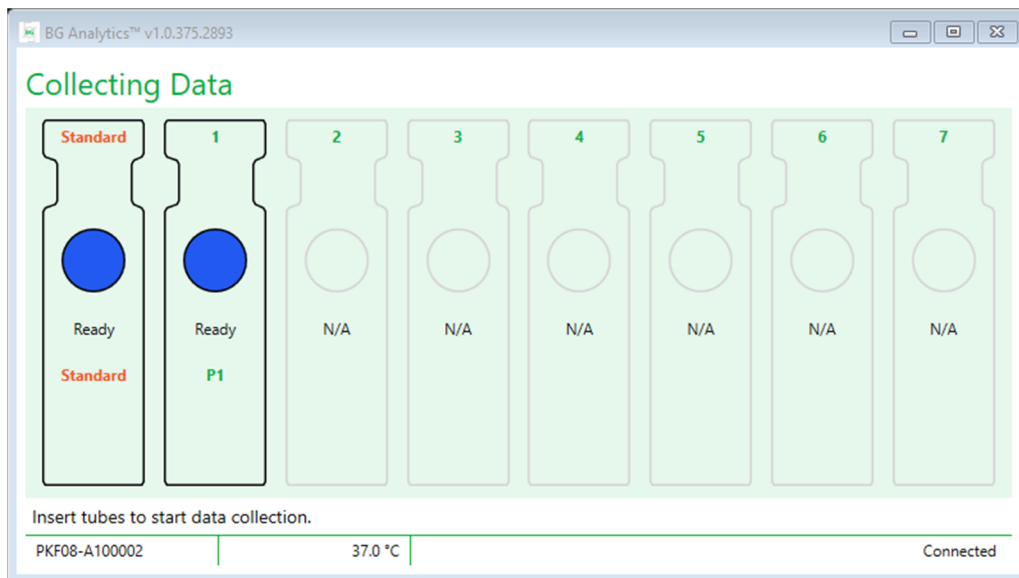 BG Analytics™ v1.0.375.2893
Collecting Data
Standard 1 2 3 4 5 6 7
Ready Ready N/A N/A N/A N/A N/A N/A
Standard P1
Insert tubes to start data collection.
PKF08-A100002 37.0 °C Connected